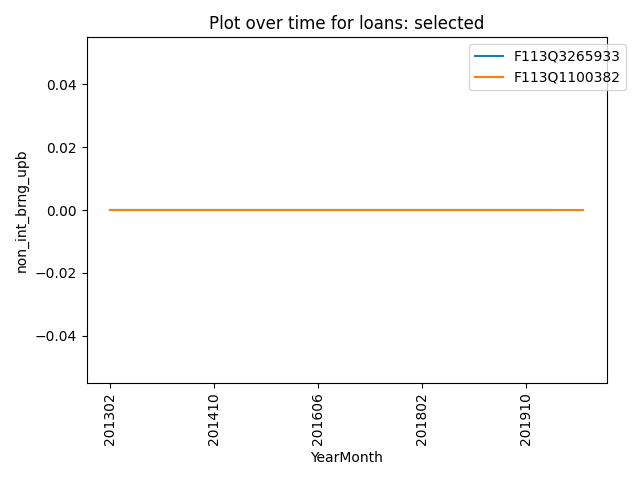 Plot over time for loans: selected
F113Q3265933
F113Q1100382
0.04
0.02
0.00
−0.02
−0.04
non_int_brng_upb
201302
201410
201606
201802
201910
YearMonth